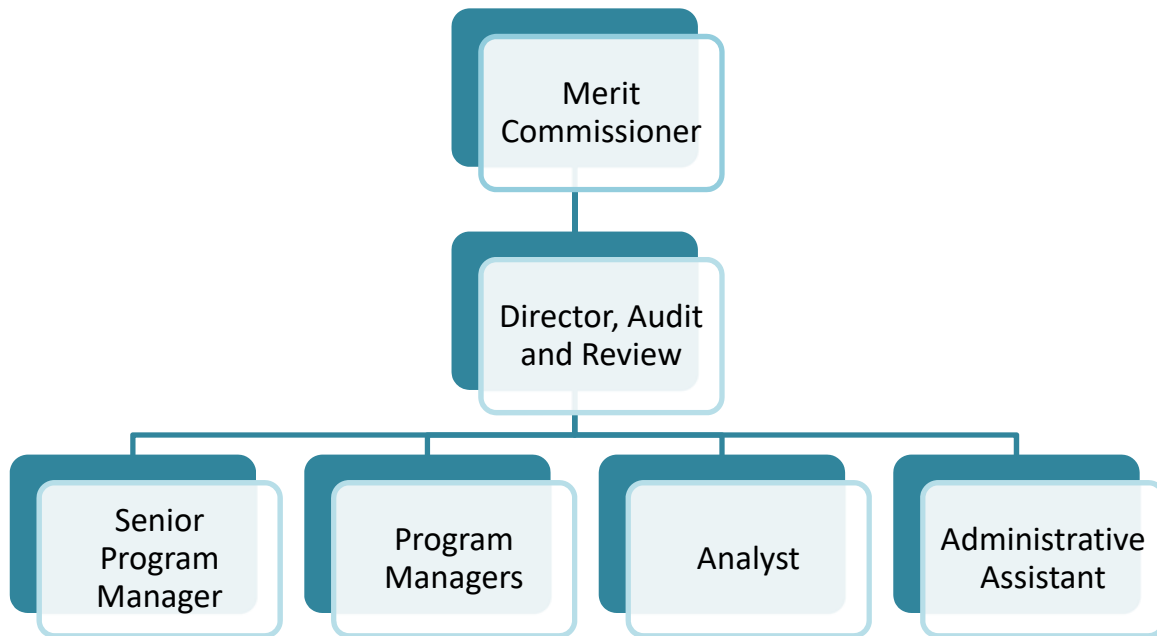 Merit
Commissioner
Director, Audit
and Review
Senior
Program
Manager
Program
Managers
Analyst
Administrative
Assistant